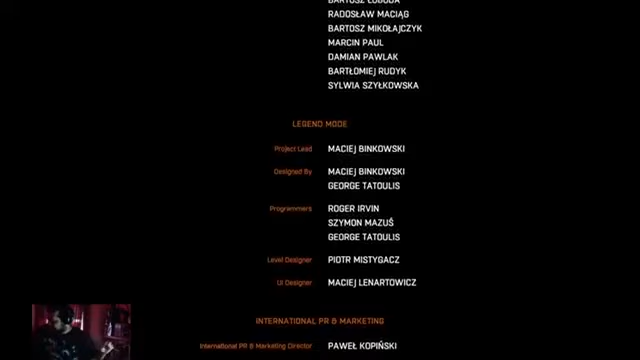 BARTOSZ ŁOBODA
RADOSŁAW MACIĄG
BARTOSZ MIKOŁAJCZYK
MARCIN PAUL
DAMIAN PAWLAK
BARTŁOMIEJ RUDYK
SYLWIA SZYŁKOWSKA
LEGEND MODE
Project Lead MACIEJ BINKOWSKI
Designed By MACIEJ BINKOWSKI
GEORGE TATOULIS
Programmers ROGER IRVIN
SZYMON MAZUŚ
GEORGE TATOULIS
Level Designer PIOTR MISTYGACZ
UI Designer MACIEJ LENARTOWICZ
INTERNATIONAL PR & MARKETING
International PR & Marketing Director PAWEŁ KOPIŃSKI